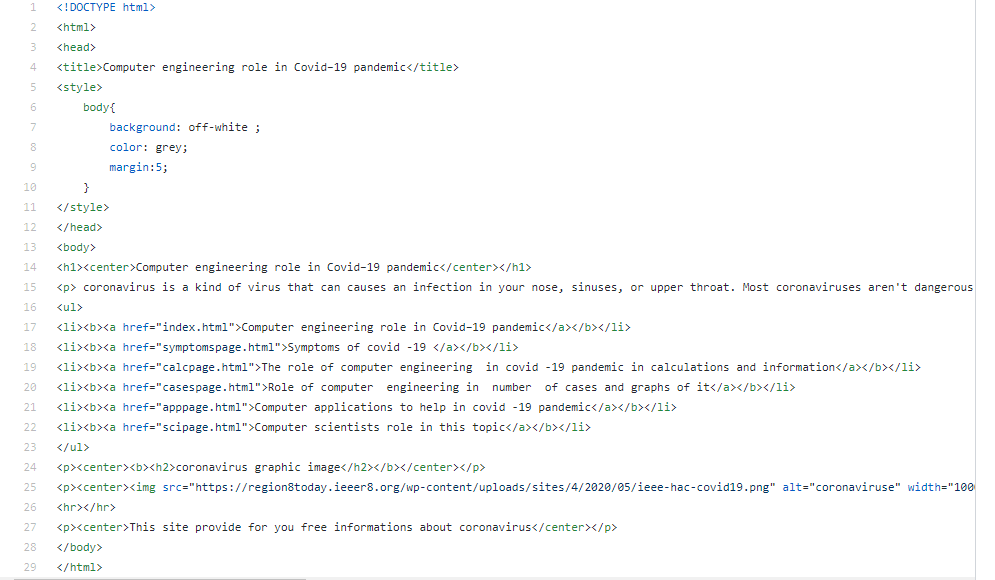 1 <!DOCTYPE html>
2 <html>
3 <head>
4 <title>Computer engineering role in Covid-19 pandemic</title>
5 <style>
6 body{
7 background: off-white ;
8 color: grey;
9 margin:5;
10 }
11 </style>
12 </head>
13 <body>
14 <h1><center>Computer engineering role in Covid-19 pandemic</center></h1>
15 <p> coronavirus is a kind of virus that can causes an infection in your nose, sinuses, or upper throat. Most coronaviruses aren't dangerous
16 <ul>
17 <li><b><a href="index.html">Computer engineering role in Covid-19 pandemic</a></b></li>
18 <li><b><a href="symptomspage.html">Symptoms of covid -19 </a></b></li>
19 <li><b><a href="calcpage.html">The role of computer engineering  in covid -19 pandemic in calculations and information</a></b></li>
20 <li><b><a href="casespage.html">Role of computer  engineering in  number  of cases and graphs of it</a></b></li>
21 <li><b><a href="apppage.html">Computer applications to help in covid -19 pandemic</a></b></li>
22 <li><b><a href="scipage.html">Computer scientists role in this topic</a></b></li>
23 </ul>
24 <p><center><b><h2>coronavirus graphic image</h2></b></center></p>
25 <p><center><img src="https://region8today.ieeer8.org/wp-content/uploads/sites/4/2020/05/ieee-hac-covid19.png" alt="coronaviruse" width="100
26 <hr></hr>
27 <p><center>This site provide for you free informations about coronavirus</center></p>
28 </body>
29 </html>